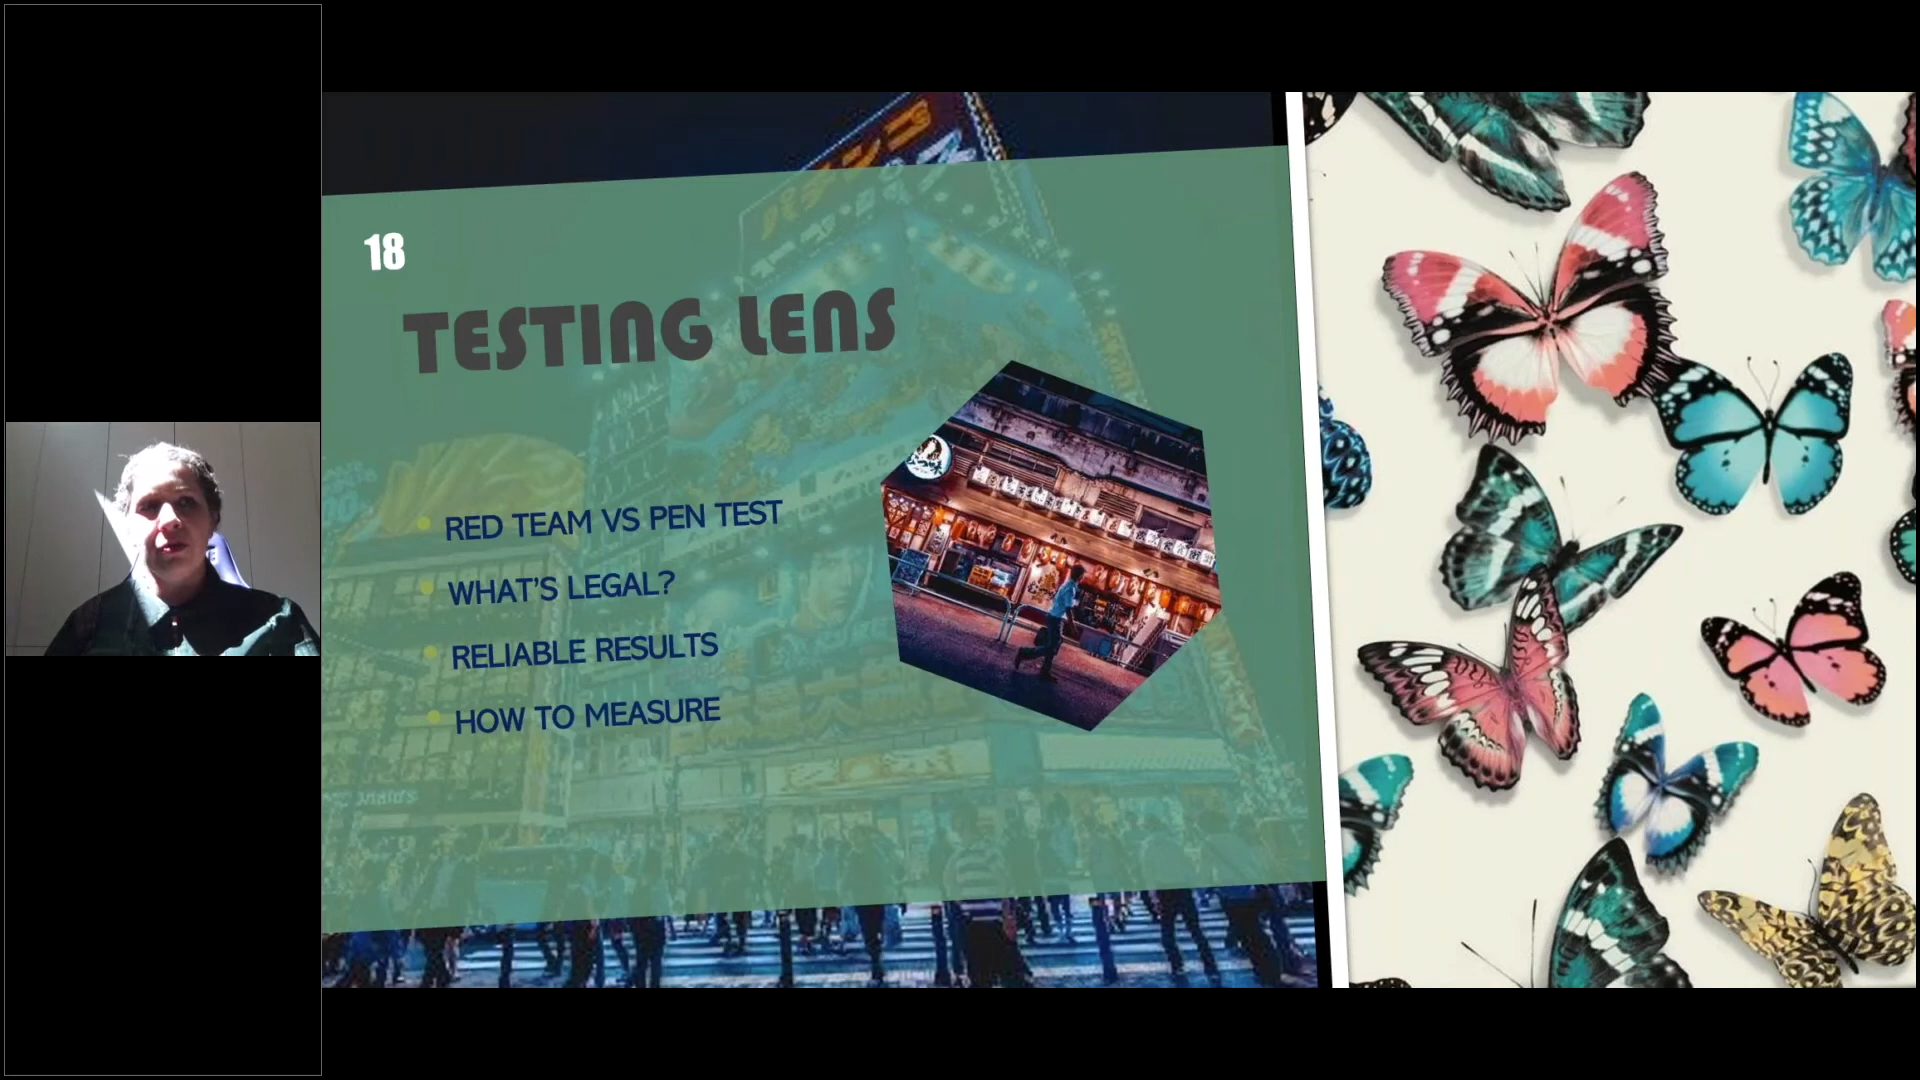 18
TESTING LENS
RED TEAM VS PEN TEST
WHAT'S LEGAL?
RELIABLE RESULTS
HOW TO MEASURE